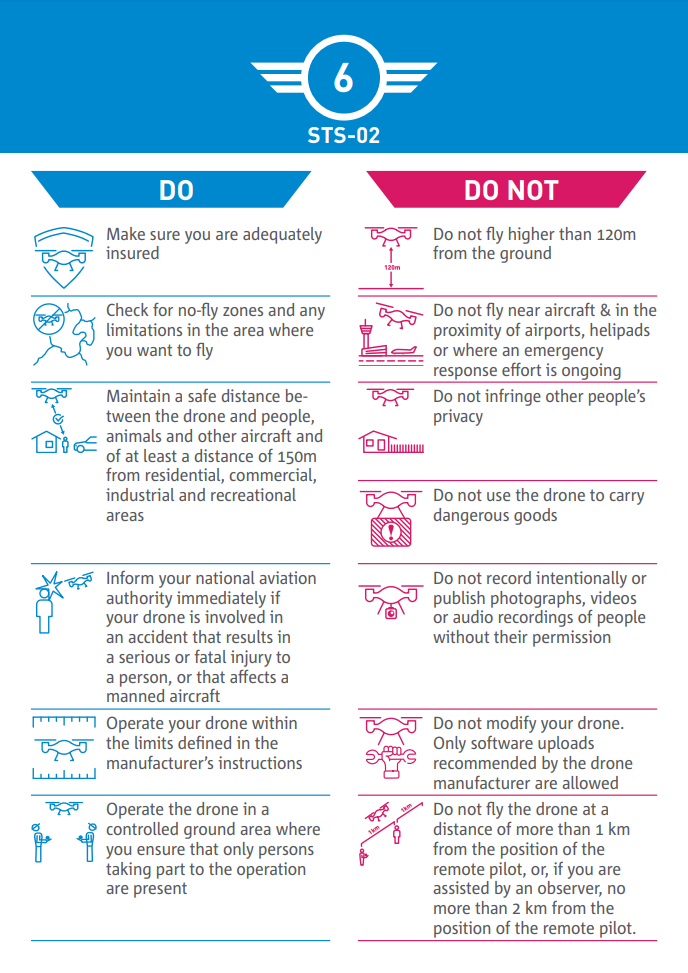 6
STS-02
DO
Make sure you are adequately
insured
Check for no-fly zones and any
limitations in the area where
you want to fly
Maintain a safe distance be-
tween the drone and people,
animals and other aircraft and
of at least a distance of 150m
from residential, commercial,
industrial and recreational
areas
Inform your national aviation
authority immediately if
your drone is involved in
an accident that results in
a serious or fatal injury to
a person, or that affects a
manned aircraft
Operate your drone within
the limits defined in the
manufacturer's instructions
Operate the drone in a
controlled ground area where
you ensure that only persons
taking part to the operation
are present
DO NOT
120m
Do not fly higher than 120m
from the ground
Do not fly near aircraft & in the
proximity of airports, helipads
or where an emergency
response effort is ongoing
Do not infringe other people's
privacy
Do not use the drone to carry
dangerous goods
Do not record intentionally or
publish photographs, videos
or audio recordings of people
without their permission
Do not modify your drone.
Only software uploads
recommended by the drone
manufacturer are allowed
1km
1km
Do not fly the drone at a
distance of more than 1 km
from the position of the
remote pilot, or, if you are
assisted by an observer, no
more than 2 km from the
position of the remote pilot.